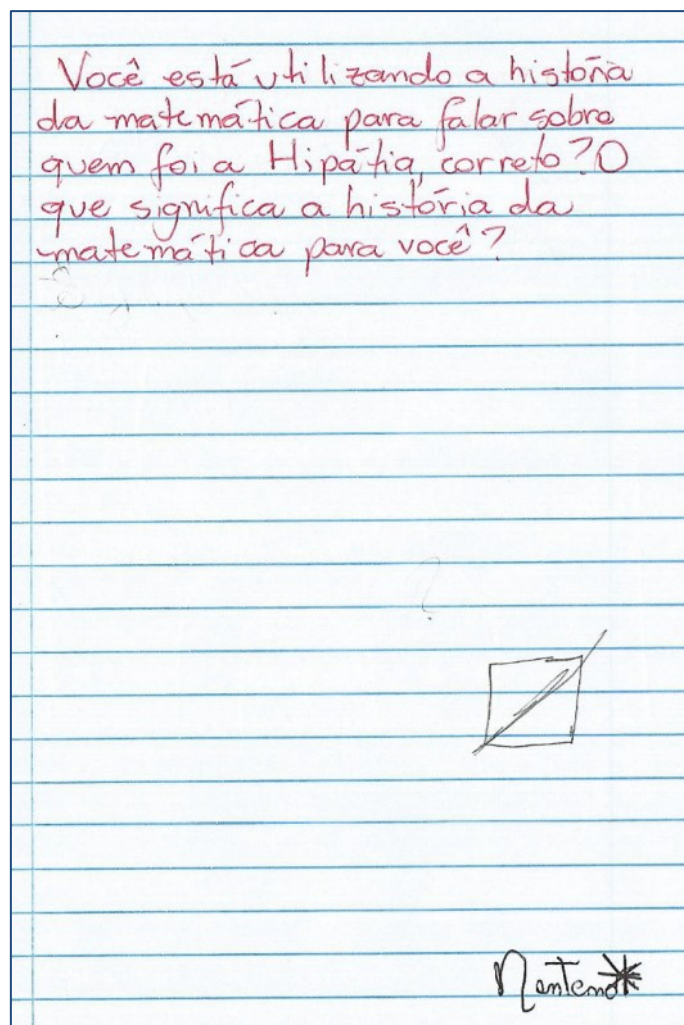 Você está utilizando a história
da matemática para falar sobre
quem foi a Hipátia, correto? O
que significa a história da
matemática para você?
?